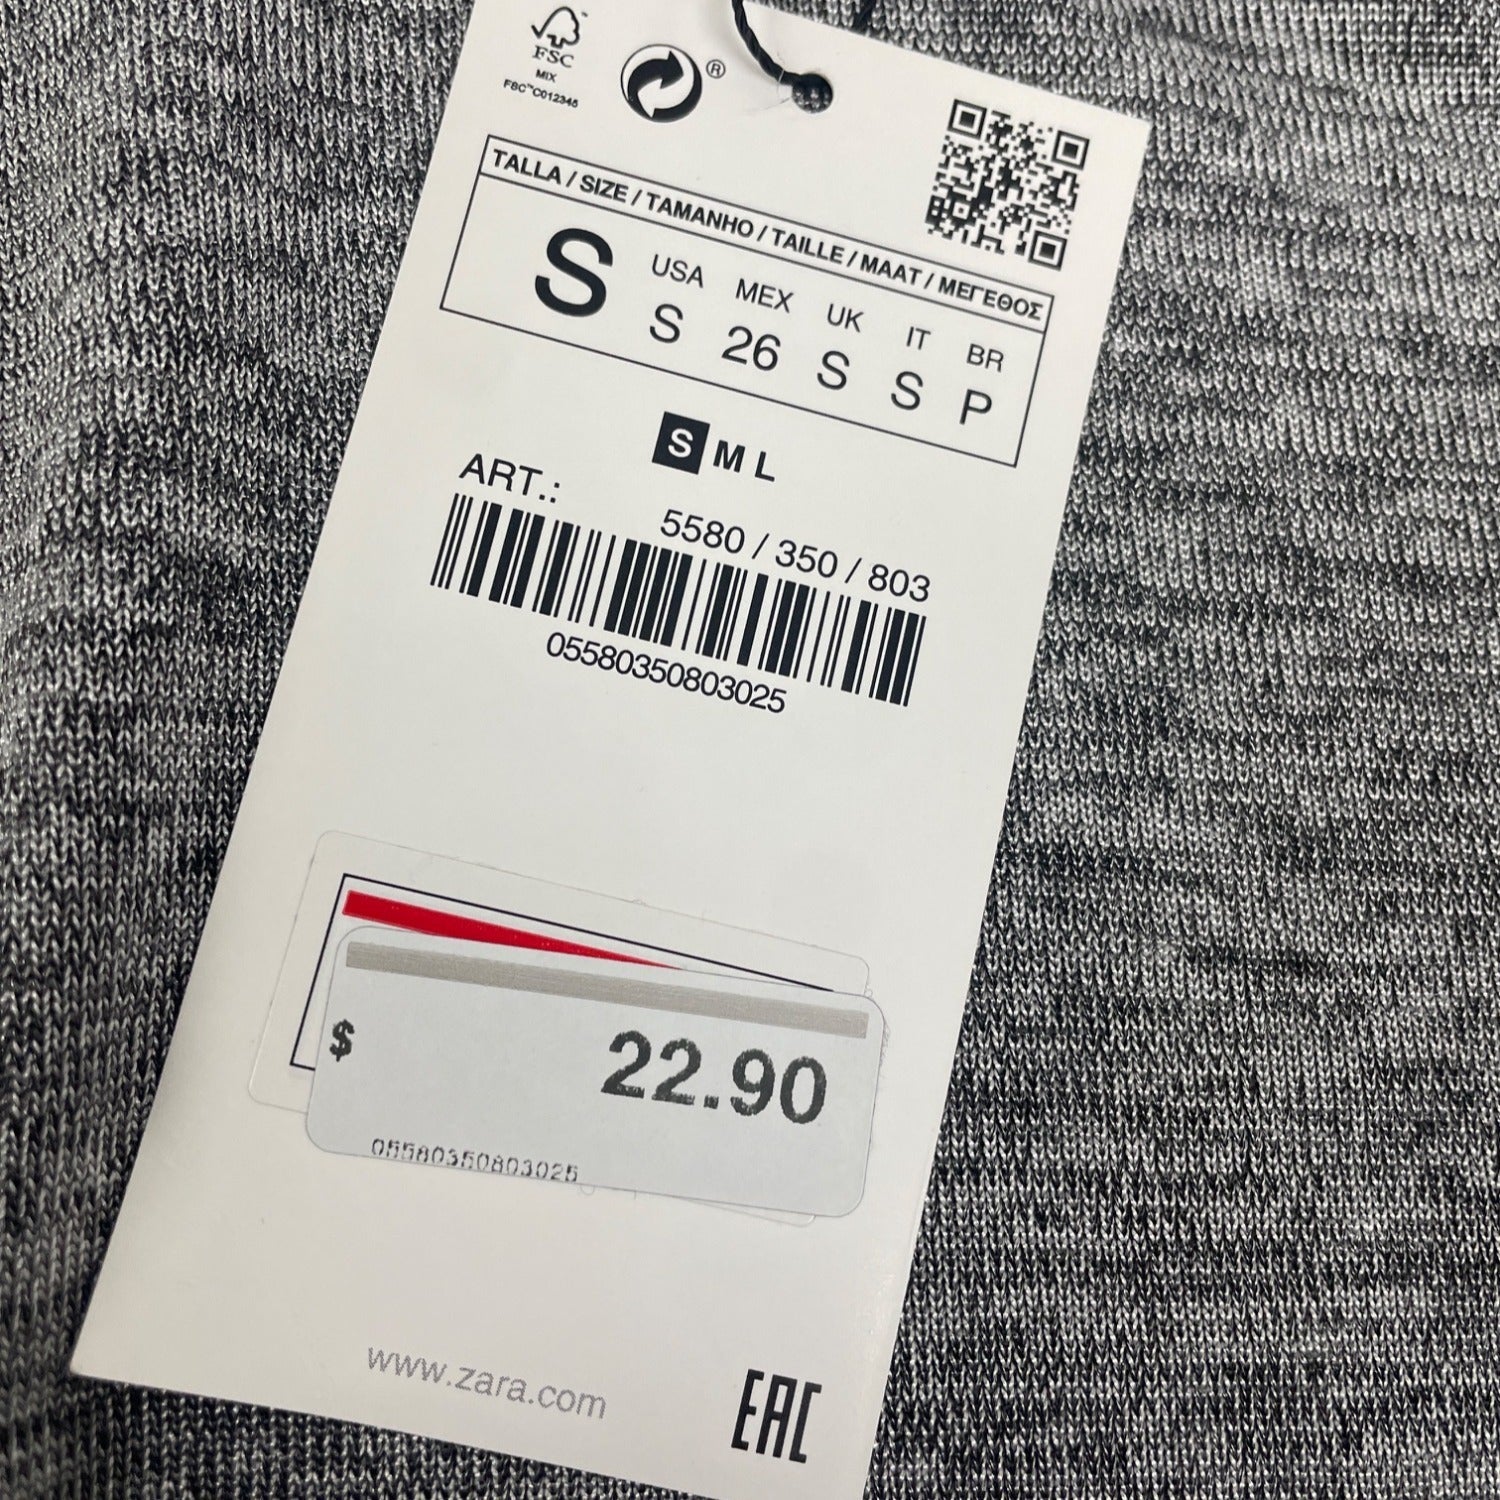 FSC
MIX
FSC™C012345
®
TALLA / SIZE / TAMANHO / TAILLE / MAAT / ΜΕΓΕΘΟΣ
S
USA MEX UK IT BR
S 26 S S P
S M L
ART.:
5580 / 350 / 803
05580350803025
$ 22.90
05580350803025
www.zara.com
EAC